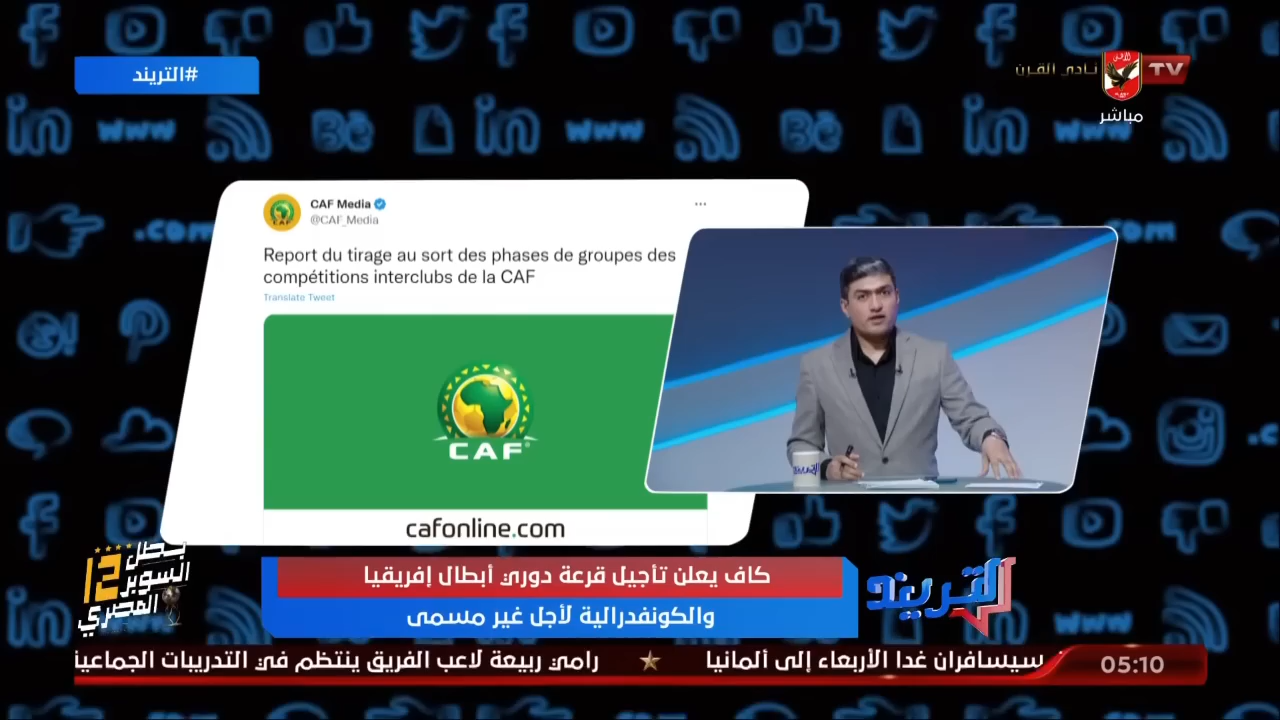 #التريند
نادي القرن
TV
مباشر
CAF Media
@CAF_Media
Report du tirage au sort des phases de groupes des
compétitions interclubs de la CAF
Translate Tweet
CAF
cafonline.com
بطل
السوبر 12
المصري
كاف يعلن تأجيل قرعة دوري أبطال إفريقيا
والكونفدرالية لأجل غير مسمى
التريند
سيسافران غدا الأربعاء إلى ألمانيا ★ رامي ربيعة لاعب الفريق ينتظم في التدريبات الجماعية
05:10